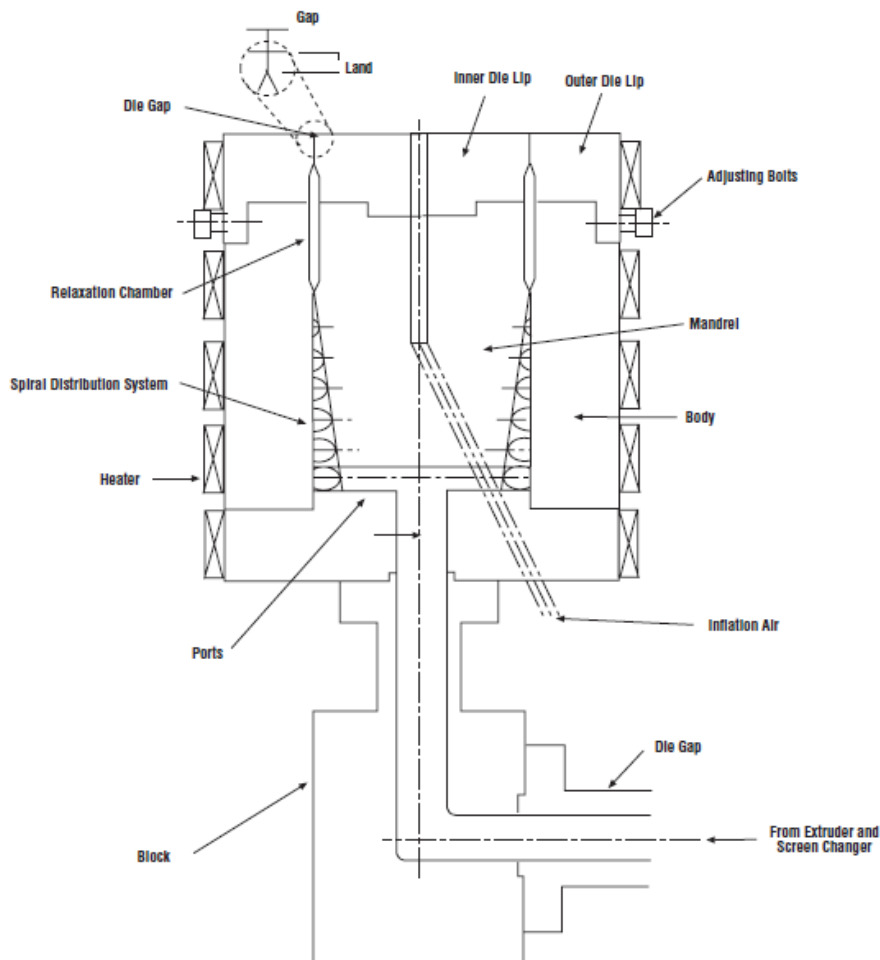 Gap
Land
Die Gap
Inner Die Lip
Outer Die Lip
Adjusting Bolts
Relaxation Chamber
Mandrel
Spiral Distribution System
Body
Heater
Inflation Air
Ports
Die Gap
From Extruder and
Screen Changer
Block